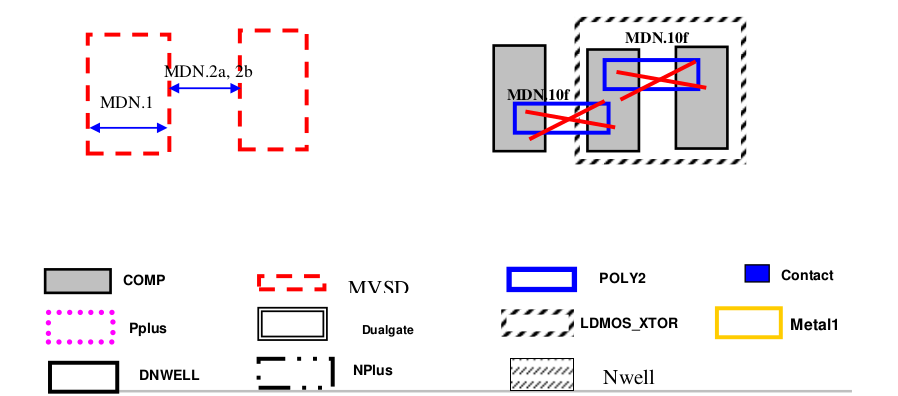 MDN.10f
MDN.2a, 2b
MDN.10f
MDN.1
COMP
MVSD
POLY2
Contact
Pplus
Dualgate
LDMOS_XTOR
Metal1
DNWELL
NPlus
Nwell